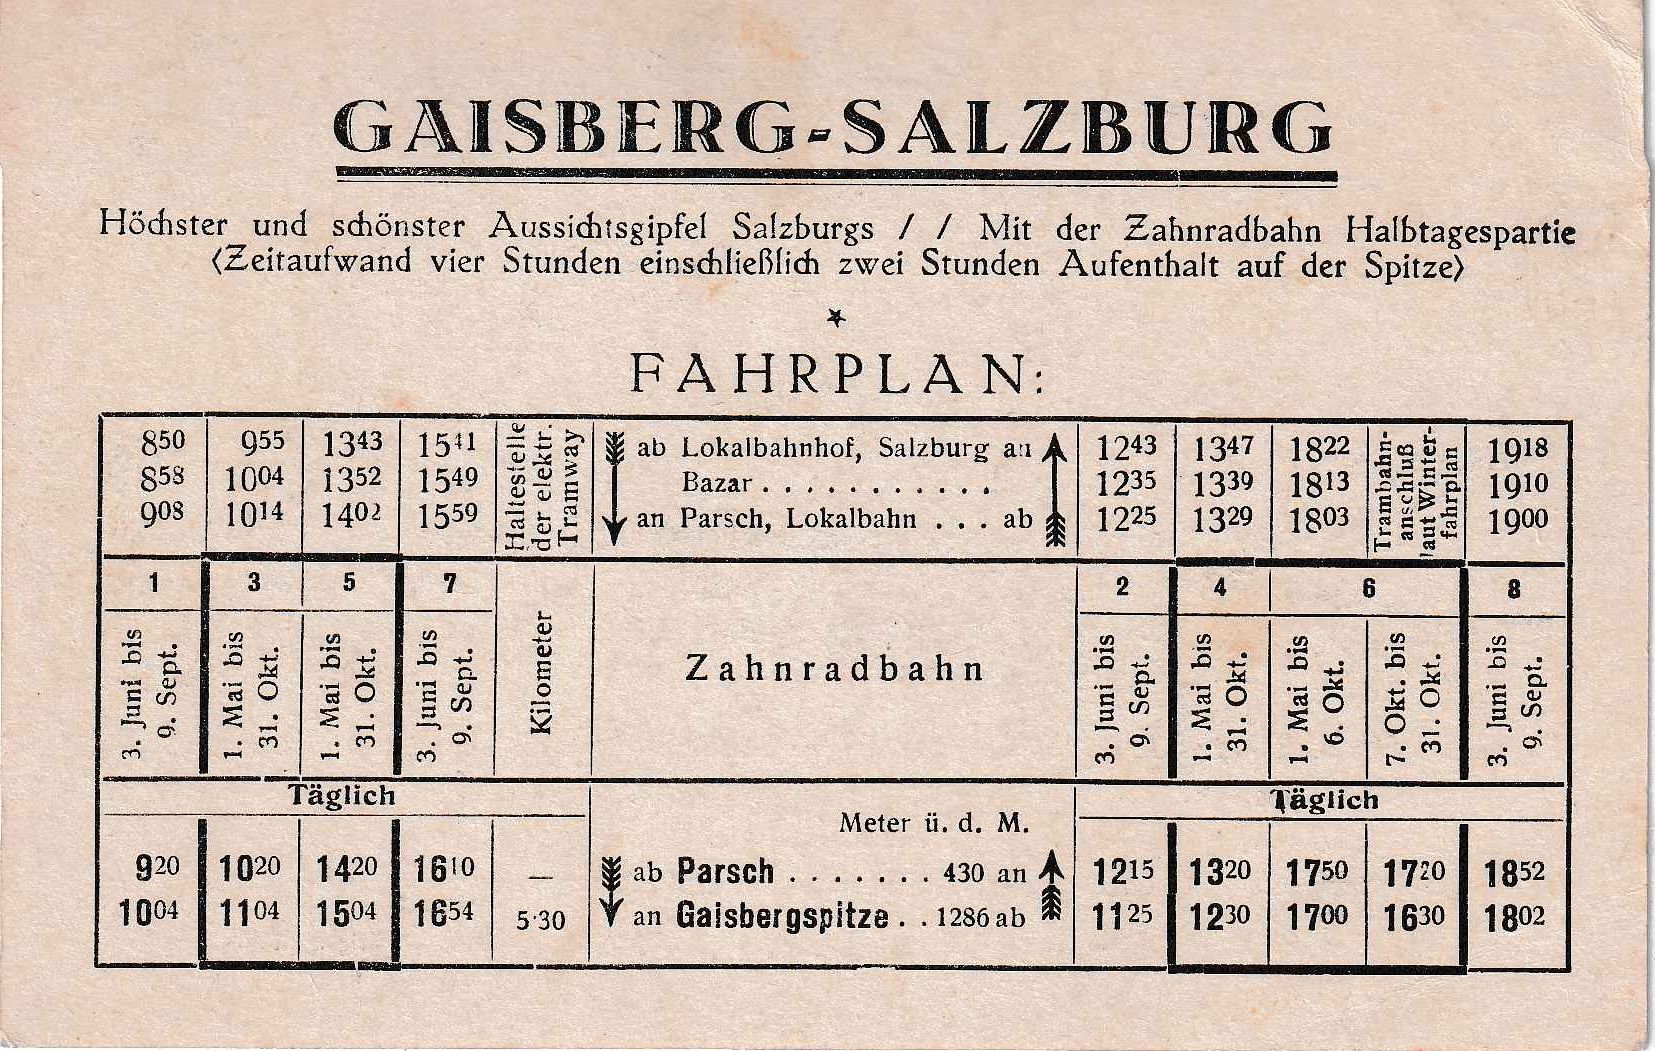 GAISBERG-SALZBURG
Höchster und schönster Aussichtsgipfel Salzburgs / / Mit der Zahnradbahn Halbtagespartie
(Zeitaufwand vier Stunden einschließlich zwei Stunden Aufenthalt auf der Spitze)
FAHRPLAN:
850 955 1343 1541 Haltestelle der elektr. Tramway ab Lokalbahnhof, Salzburg an 1243 1347 1822 Trambahn-anschluß laut Winter-fahrplan 1918
858 1004 1352 1549 Bazar . . . . . . . . . . . 1235 1339 1813 1910
908 1014 1402 1559 an Parsch, Lokalbahn . . . ab 1225 1329 1803 1900
1 3 5 7 2 4 6 8
3. Juni bis 9. Sept. 1. Mai bis 31. Okt. 1. Mai bis 31. Okt. 3. Juni bis 9. Sept. Kilometer Zahnradbahn 3. Juni bis 9. Sept. 1. Mai bis 31. Okt. 1. Mai bis 6. Okt. 7. Okt. bis 31. Okt. 3. Juni bis 9. Sept.
Täglich Täglich
Meter ü. d. M.
920 1020 1420 1610 — ab Parsch . . . . . . . 430 an 1215 1320 1750 1720 1852
1004 1104 1504 1654 5·30 an Gaisbergspitze . . 1286 ab 1125 1230 1700 1630 1802